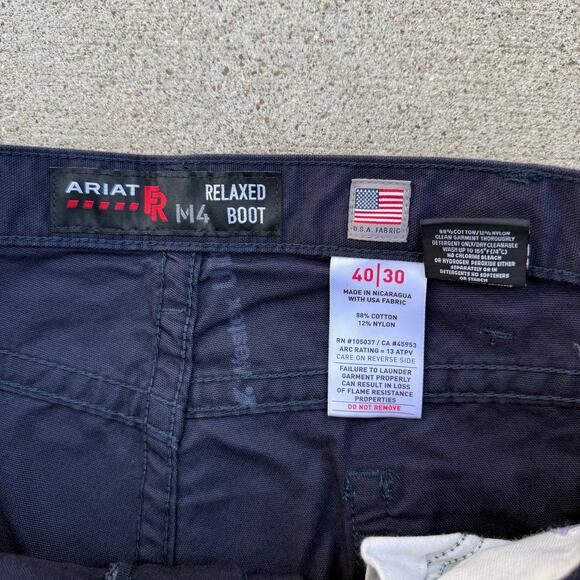 ARIAT FR M4 RELAXED BOOT
U.S.A. FABRIC
88% COTTON/12% NYLON
CLEAN GARMENT THOROUGHLY
DETERGENT ONLY/DRY CLEANABLE
WASH UP TO 165°F (74°C)
NO CHLORINE BLEACH
OR HYDROGEN PEROXIDE EITHER
SEPARATELY OR IN
DETERGENTS NO SOFTENERS
OR STARCH
40|30
MADE IN NICARAGUA
WITH USA FABRIC
88% COTTON
12% NYLON
RN #105037 / CA #45953
ARC RATING = 13 ATPV
CARE ON REVERSE SIDE
FAILURE TO LAUNDER
GARMENT PROPERLY
CAN RESULT IN LOSS
OF FLAME RESISTANCE
PROPERTIES
DO NOT REMOVE